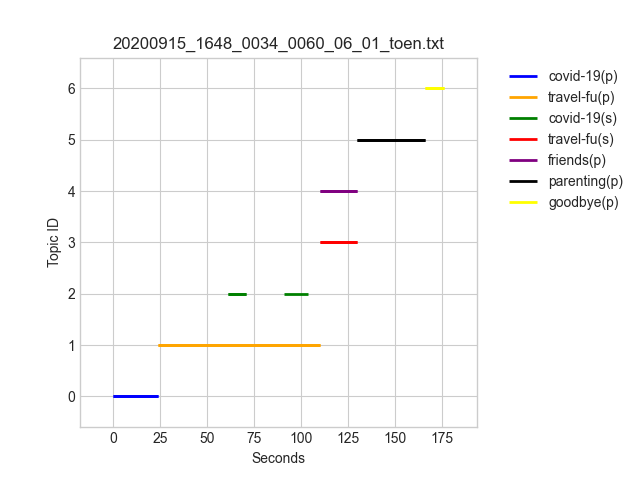 20200915_1648_0034_0060_06_01_toen.txt
Topic ID
6
5
4
3
2
1
0
0 25 50 75 100 125 150 175
Seconds
covid-19(p)
travel-fu(p)
covid-19(s)
travel-fu(s)
friends(p)
parenting(p)
goodbye(p)